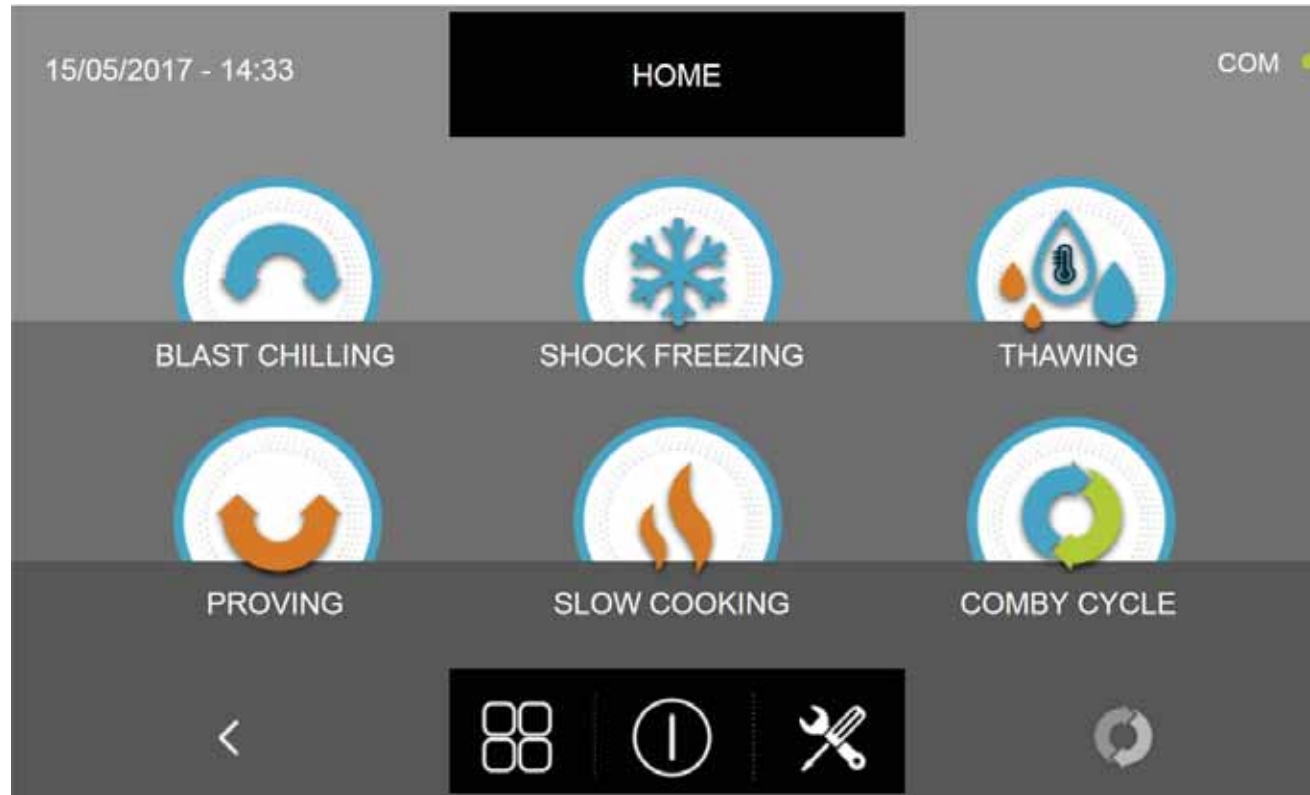 15/05/2017 - 14:33
HOME
COM
BLAST CHILLING
SHOCK FREEZING
THAWING
PROVING
SLOW COOKING
COMBY CYCLE